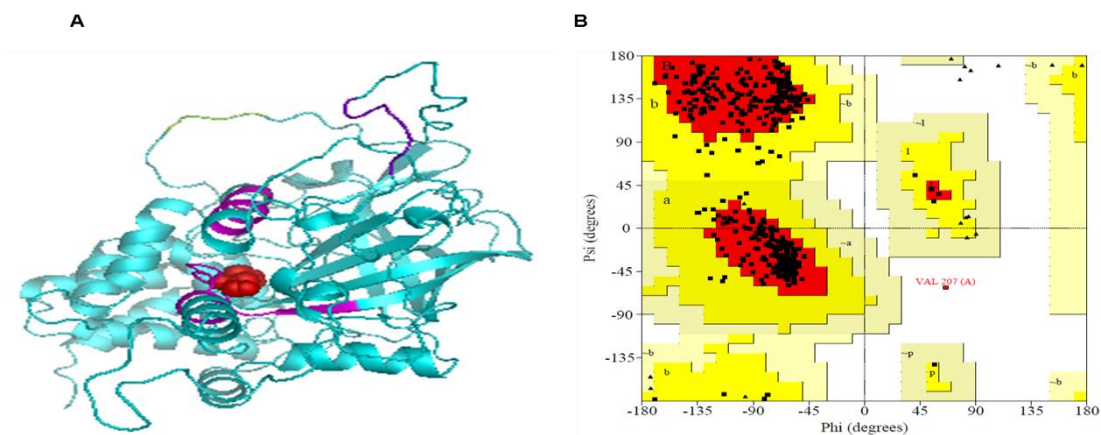 A
B
180
135
90
45
0
-45
-90
-135
Psi (degrees)
B
b
~b
a
~a
l
~l
~p
p
~b
b
~b
b
~b
VAL 207 (A)
-180
-135
-90
-45
0
45
90
135
180
Phi (degrees)